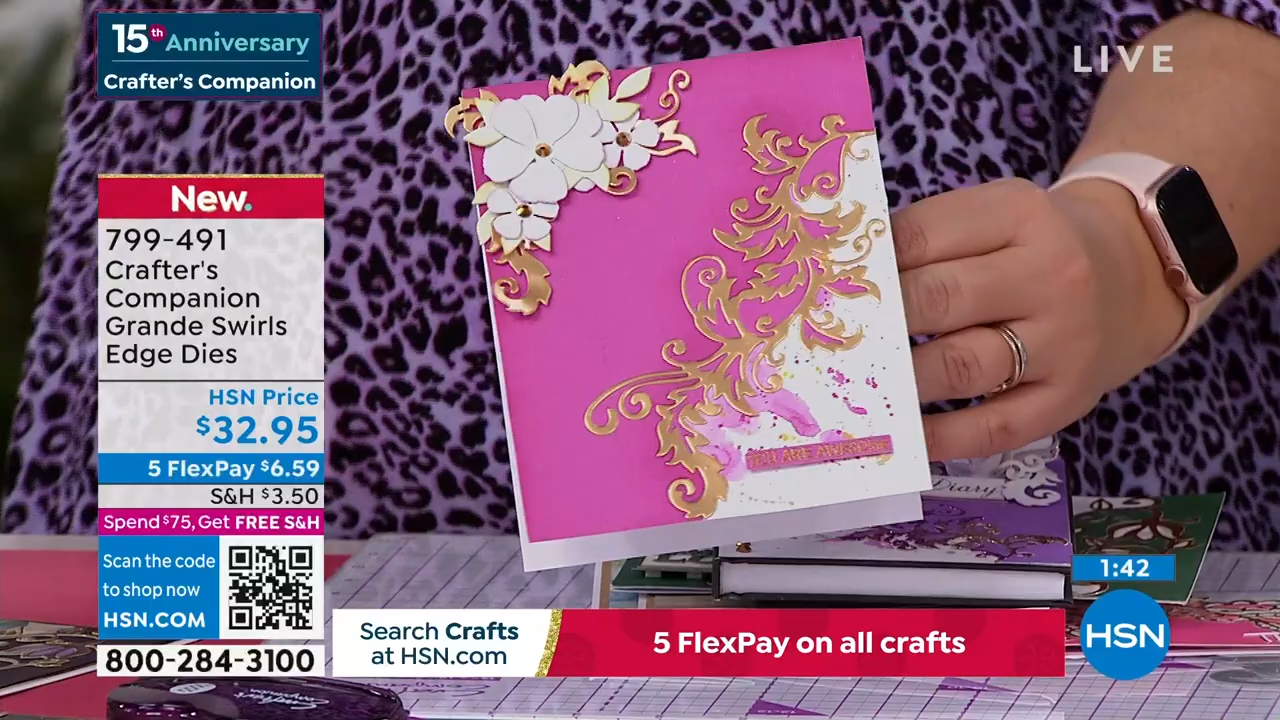 15th Anniversary
Crafter's Companion
LIVE
New.
799-491
Crafter's
Companion
Grande Swirls
Edge Dies
HSN Price
$32.95
5 FlexPay $6.59
S&H $3.50
Spend $75, Get FREE S&H
Scan the code
to shop now
HSN.COM
800-284-3100
YOU ARE AWESOME
Diary
1:42
Search Crafts
at HSN.com
5 FlexPay on all crafts
HSN
Crafter's
Companion